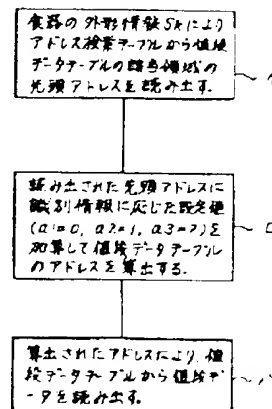 食器の外形情報Skにより
アドレス検索テーブルから値段
データテーブルの該当領域の
先頭アドレスを読み出す。
イ
読み出された先頭アドレスに
識別情報に応じた設定値
(a1=0, a2=1, a3=2)を
加算して値段データテーブル
のアドレスを算出する.
ロ
算出されたアドレスにより,値
段データテーブルから値段デ
ータを読み出す。
ハ